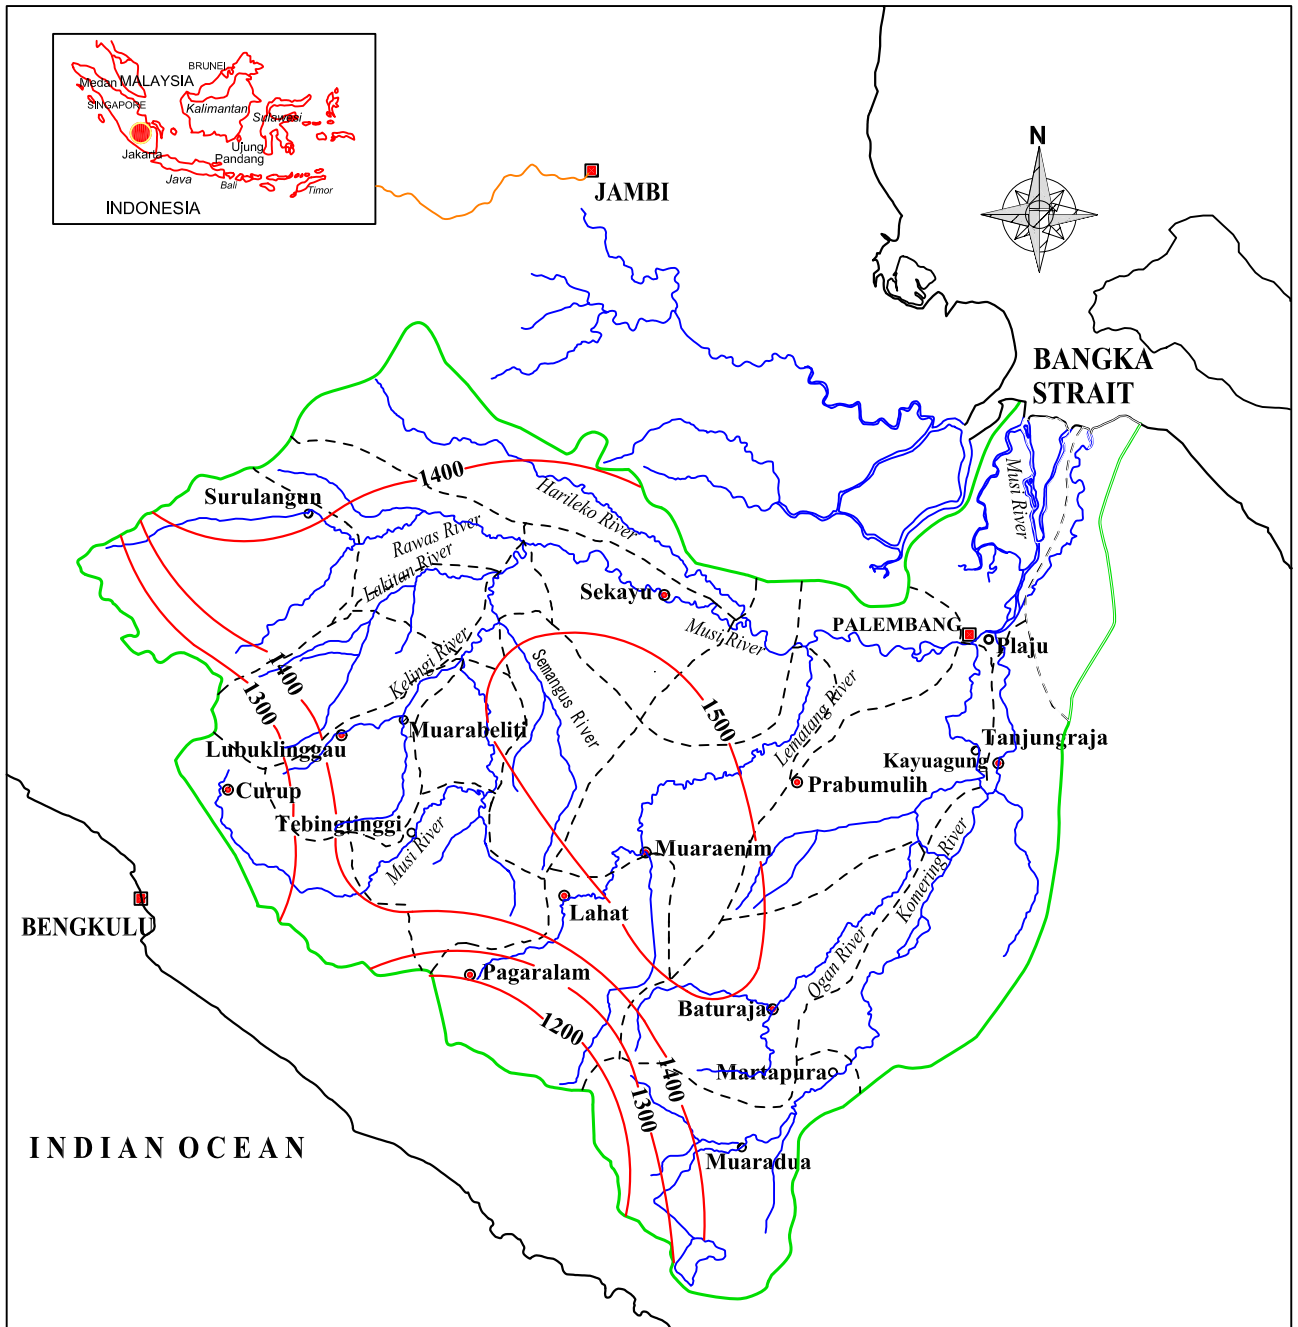 BRUNEI
Medan
MALAYSIA
SINGAPORE
Kalimantan
Sulawesi
Jakarta
Ujung
Pandang
Java
Bali
Timor
INDONESIA
N
JAMBI
BANGKA
STRAIT
1400
Surulangun
Harileko River
Musi River
Rawas River
Lakitan River
Sekayu
Musi River
PALEMBANG
Plaju
Kelingi River
Semangus River
1400
1300
1500
Lematang River
Muarabeliti
Lubuklinggau
Tanjungraja
Kayuagung
Curup
Prabumulih
Tebingtinggi
Musi River
Muaraenim
Komering River
Lahat
BENGKULU
Pagaralam
Qgan River
Baturaja
1200
Martapura
1400
1300
INDIAN OCEAN
Muaradua